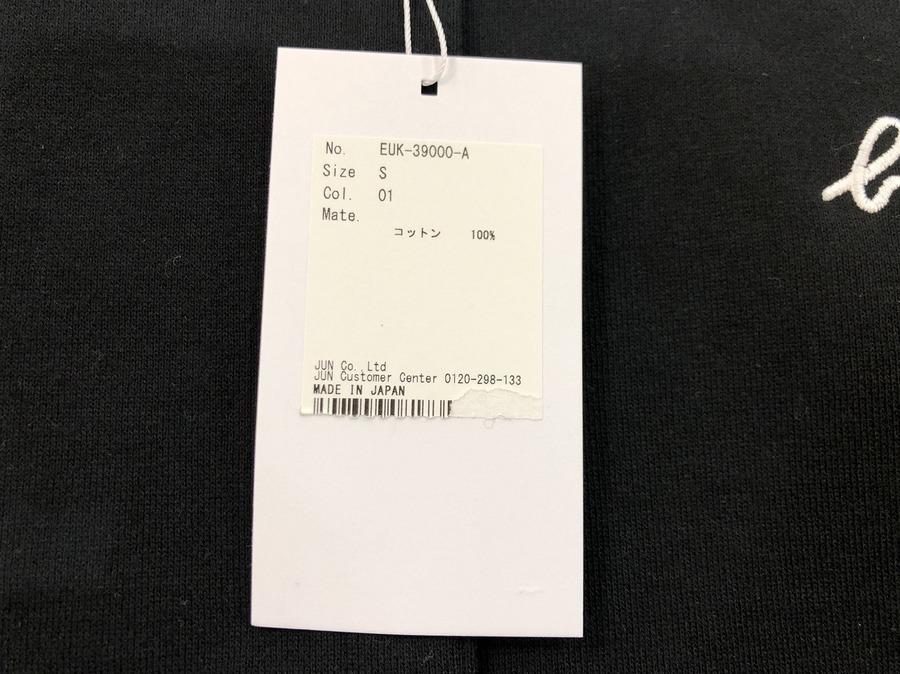 No. EUK-39000-A
Size S
Col. 01
Mate.
コットン 100%
JUN Co.,Ltd
JUN Customer Center 0120-298-133
MADE IN JAPAN